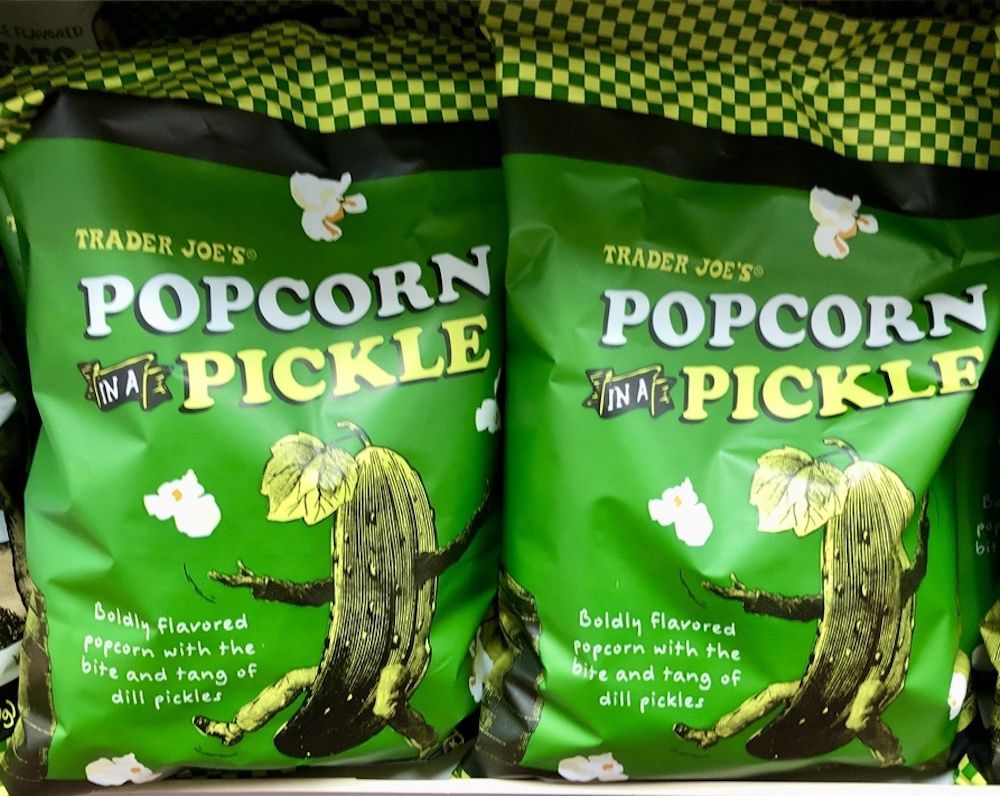 E FLAVORED
TRADER JOE'S®
POPCORN
IN A PICKLE
Boldly flavored
popcorn with the
bite and tang of
dill pickles
TRADER JOE'S®
POPCORN
IN A PICKLE
Boldly flavored
popcorn with the
bite and tang of
dill pickles